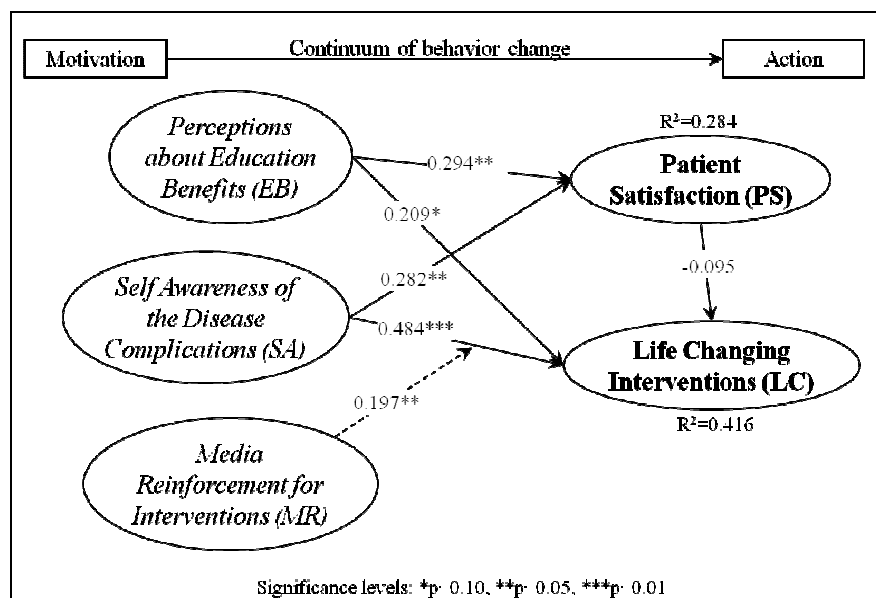 Motivation
Continuum of behavior change
Action
Perceptions
about Education
Benefits (EB)
0.294**
0.209*
R²=0.284
Patient
Satisfaction (PS)
-0.095
Self Awareness of
the Disease
Complications (SA)
0.282**
0.484***
Life Changing
Interventions (LC)
R²=0.416
0.197**
Media
Reinforcement for
Interventions (MR)
Significance levels: *p· 0.10, **p· 0.05, ***p· 0.01